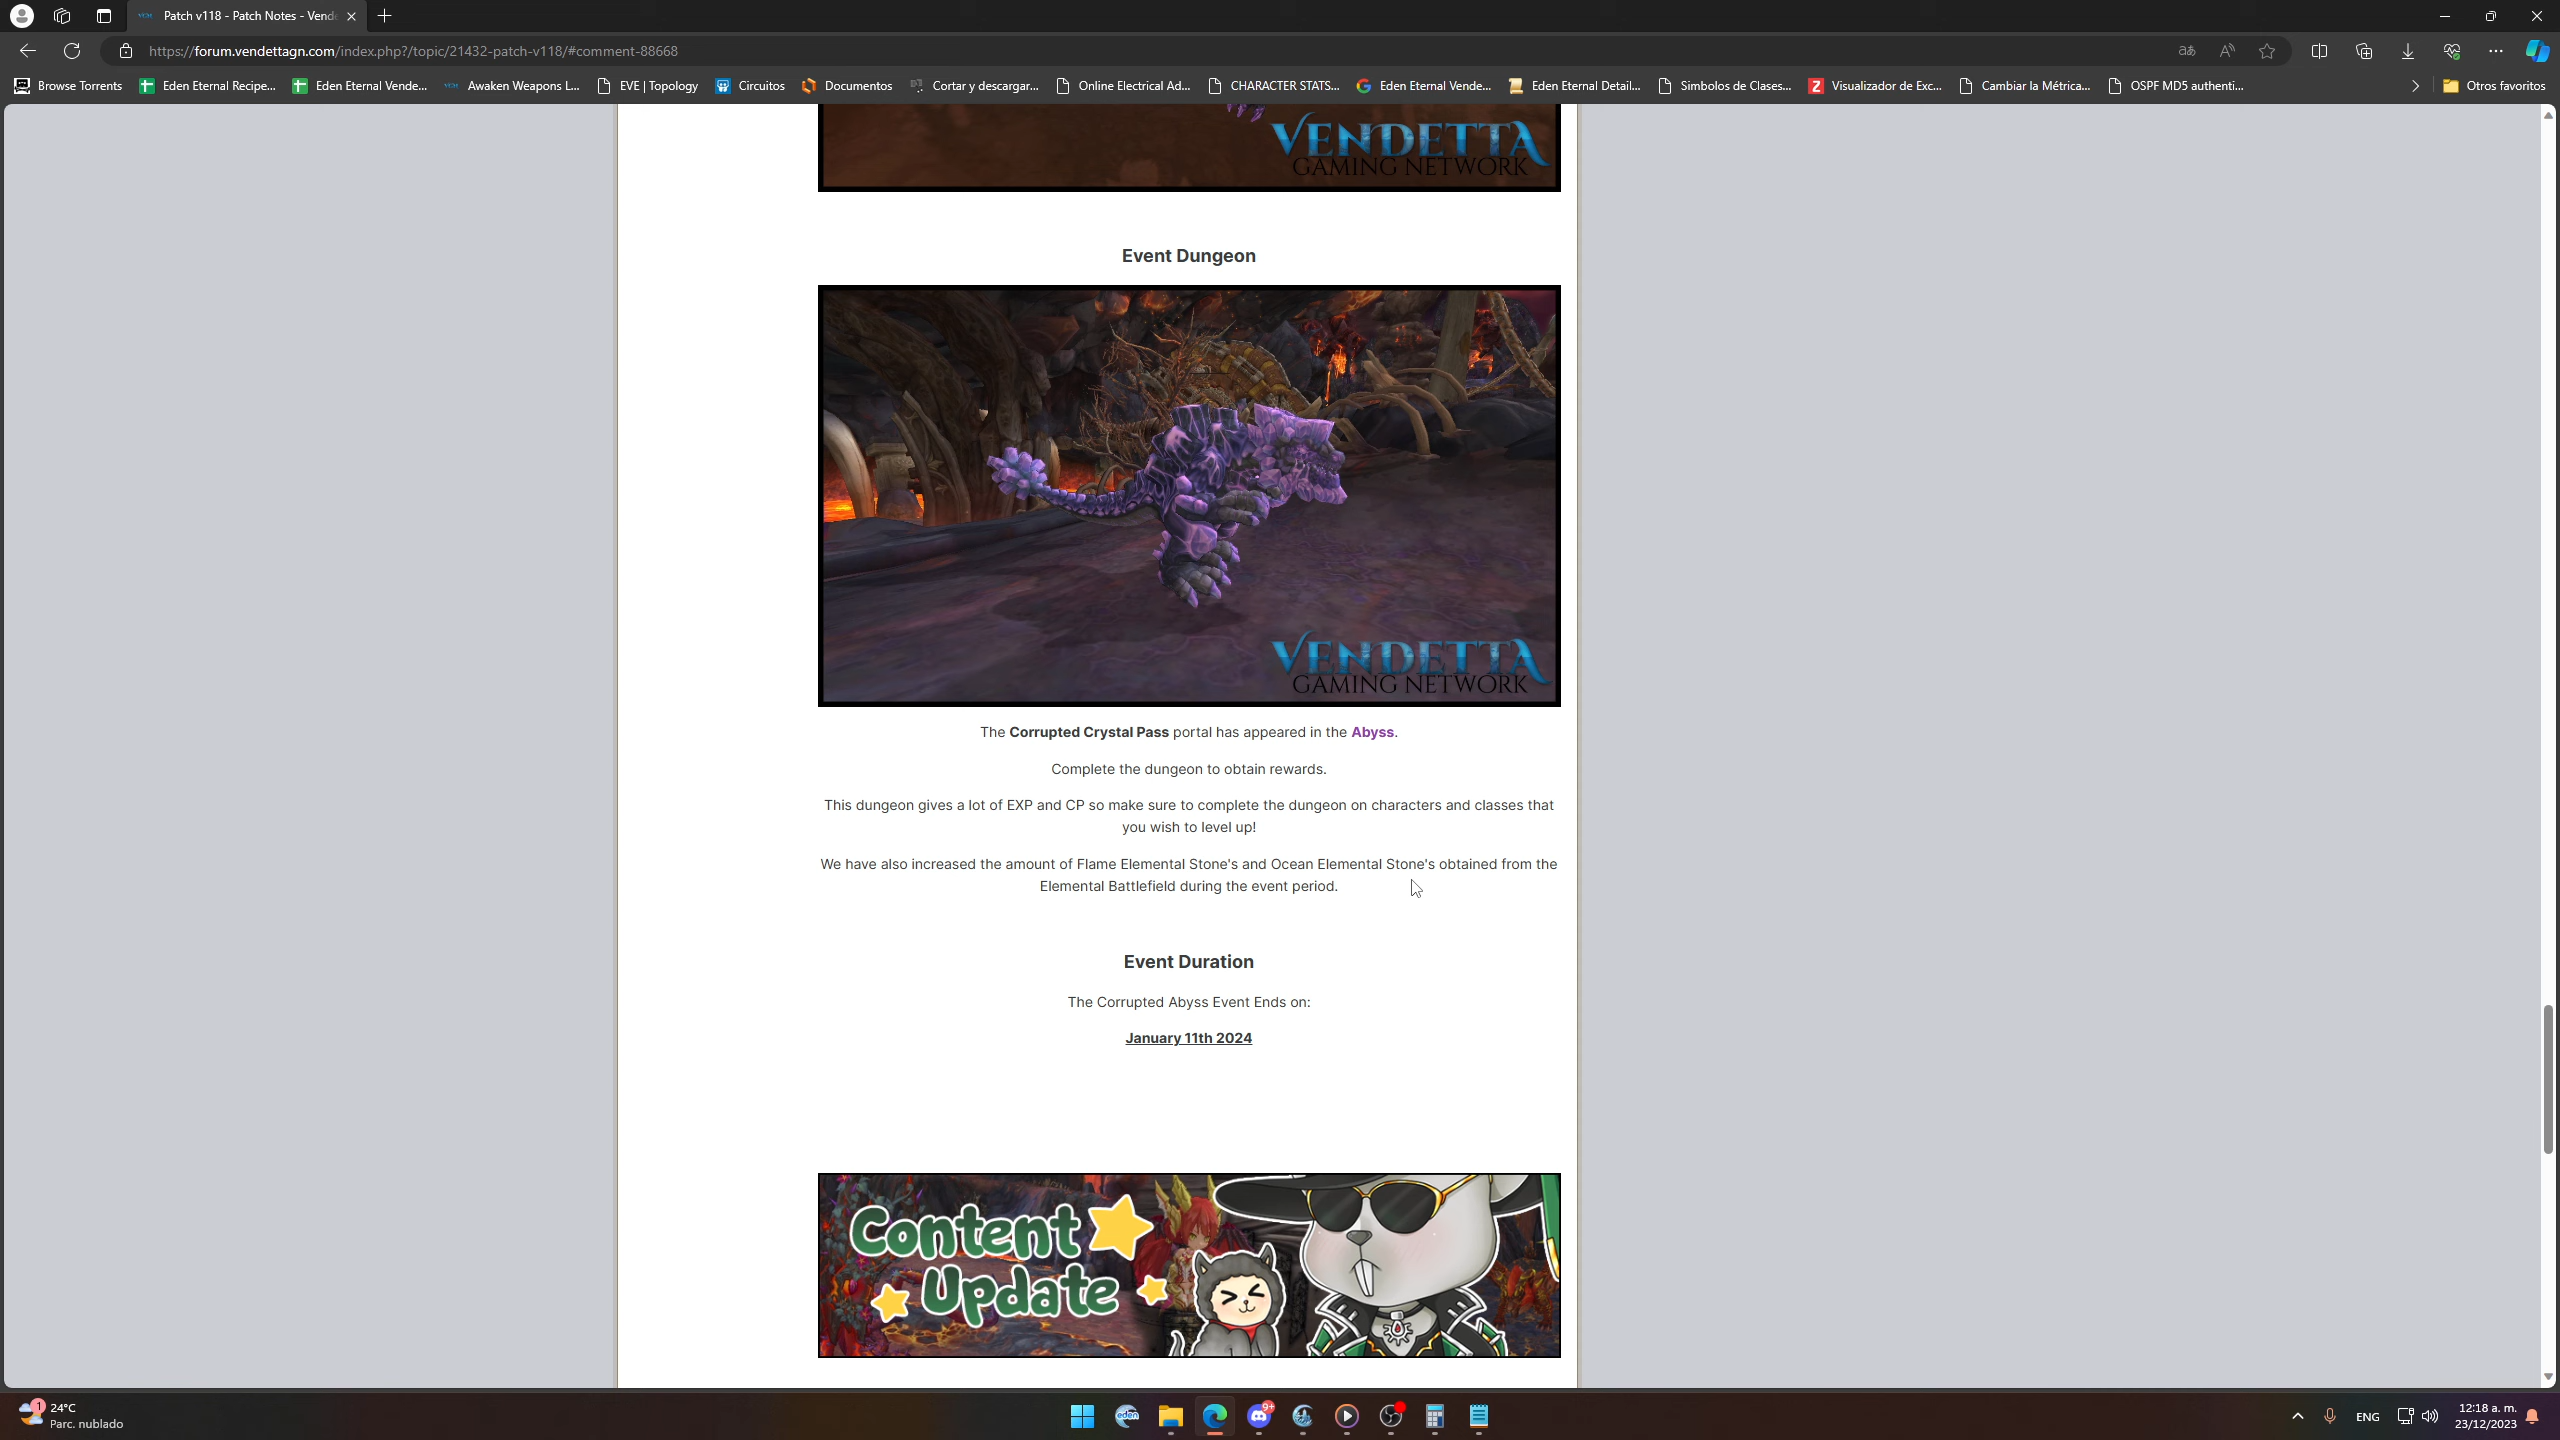 Patch v118 - Patch Notes - Vende
https://forum.vendettagn.com/index.php?/topic/21432-patch-v118/#comment-88668
Browse Torrents
Eden Eternal Recipe...
Eden Eternal Vende...
Awaken Weapons L...
EVE | Topology
Circuitos
Documentos
Cortar y descargar...
Online Electrical Ad...
CHARACTER STATS...
Eden Eternal Vende...
Eden Eternal Detail...
Simbolos de Clases...
Visualizador de Exc...
Cambiar la Métrica...
OSPF MD5 authenti...
Otros favoritos
VENDETTA
GAMING NETWORK
Event Dungeon
VENDETTA
GAMING NETWORK
The Corrupted Crystal Pass portal has appeared in the Abyss.
Complete the dungeon to obtain rewards.
This dungeon gives a lot of EXP and CP so make sure to complete the dungeon on characters and classes that
you wish to level up!
We have also increased the amount of Flame Elemental Stone's and Ocean Elemental Stone's obtained from the
Elemental Battlefield during the event period.
Event Duration
The Corrupted Abyss Event Ends on:
January 11th 2024
Content
Update
1
24°C
Parc. nublado
eden
9+
ENG
12:18 a. m.
23/12/2023